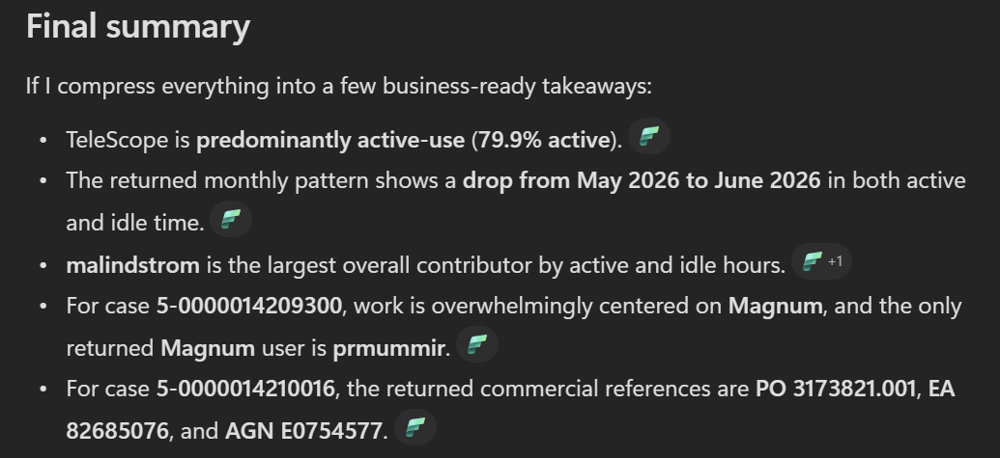 Final summary
If I compress everything into a few business-ready takeaways:
• TeleScope is predominantly active-use (79.9% active).
• The returned monthly pattern shows a drop from May 2026 to June 2026 in both active
and idle time.
• malindstrom is the largest overall contributor by active and idle hours. +1
• For case 5-0000014209300, work is overwhelmingly centered on Magnum, and the only
returned Magnum user is prmummir.
• For case 5-0000014210016, the returned commercial references are PO 3173821.001, EA
82685076, and AGN E0754577.